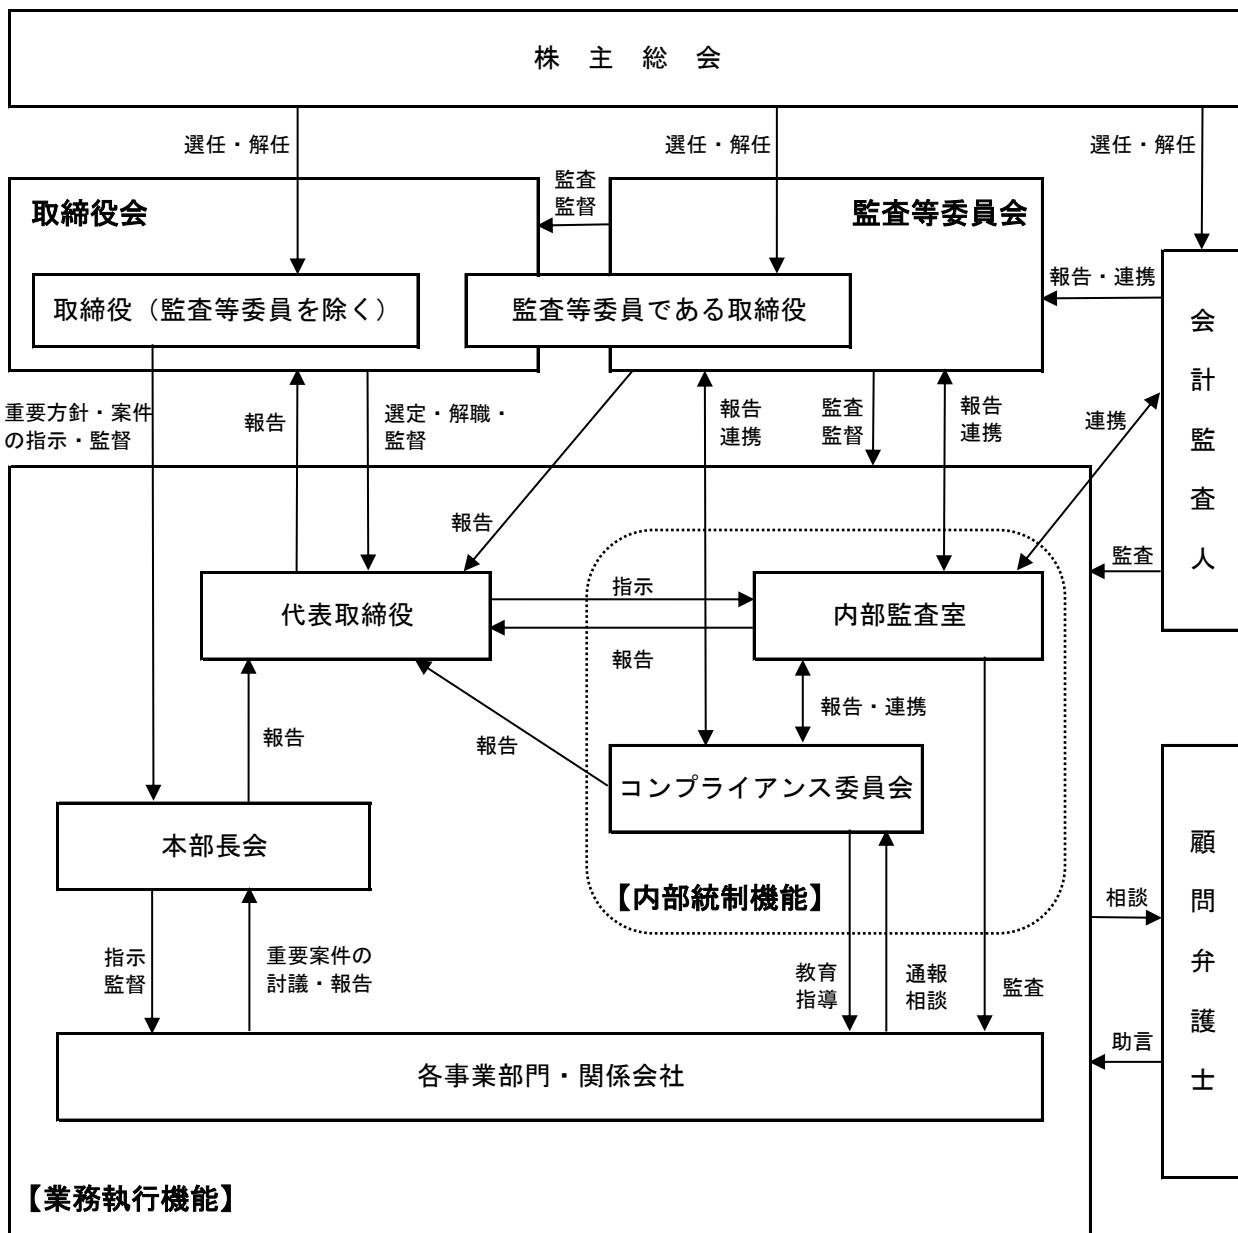 株主総会
選任・解任
選任・解任
選任・解任
監査
監督
取締役会
監査等委員会
取締役（監査等委員を除く）
監査等委員である取締役
報告・連携
会計監査人
重要方針・案件
の指示・監督
報告
選定・解職・
監督
報告
連携
監査
監督
報告
連携
連携
報告
監査
代表取締役
指示
内部監査室
報告
報告・連携
報告
報告
コンプライアンス委員会
本部長会
顧問弁護士
【内部統制機能】
相談
指示
監督
重要案件の
討議・報告
教育
指導
通報
相談
監査
助言
各事業部門・関係会社
【業務執行機能】